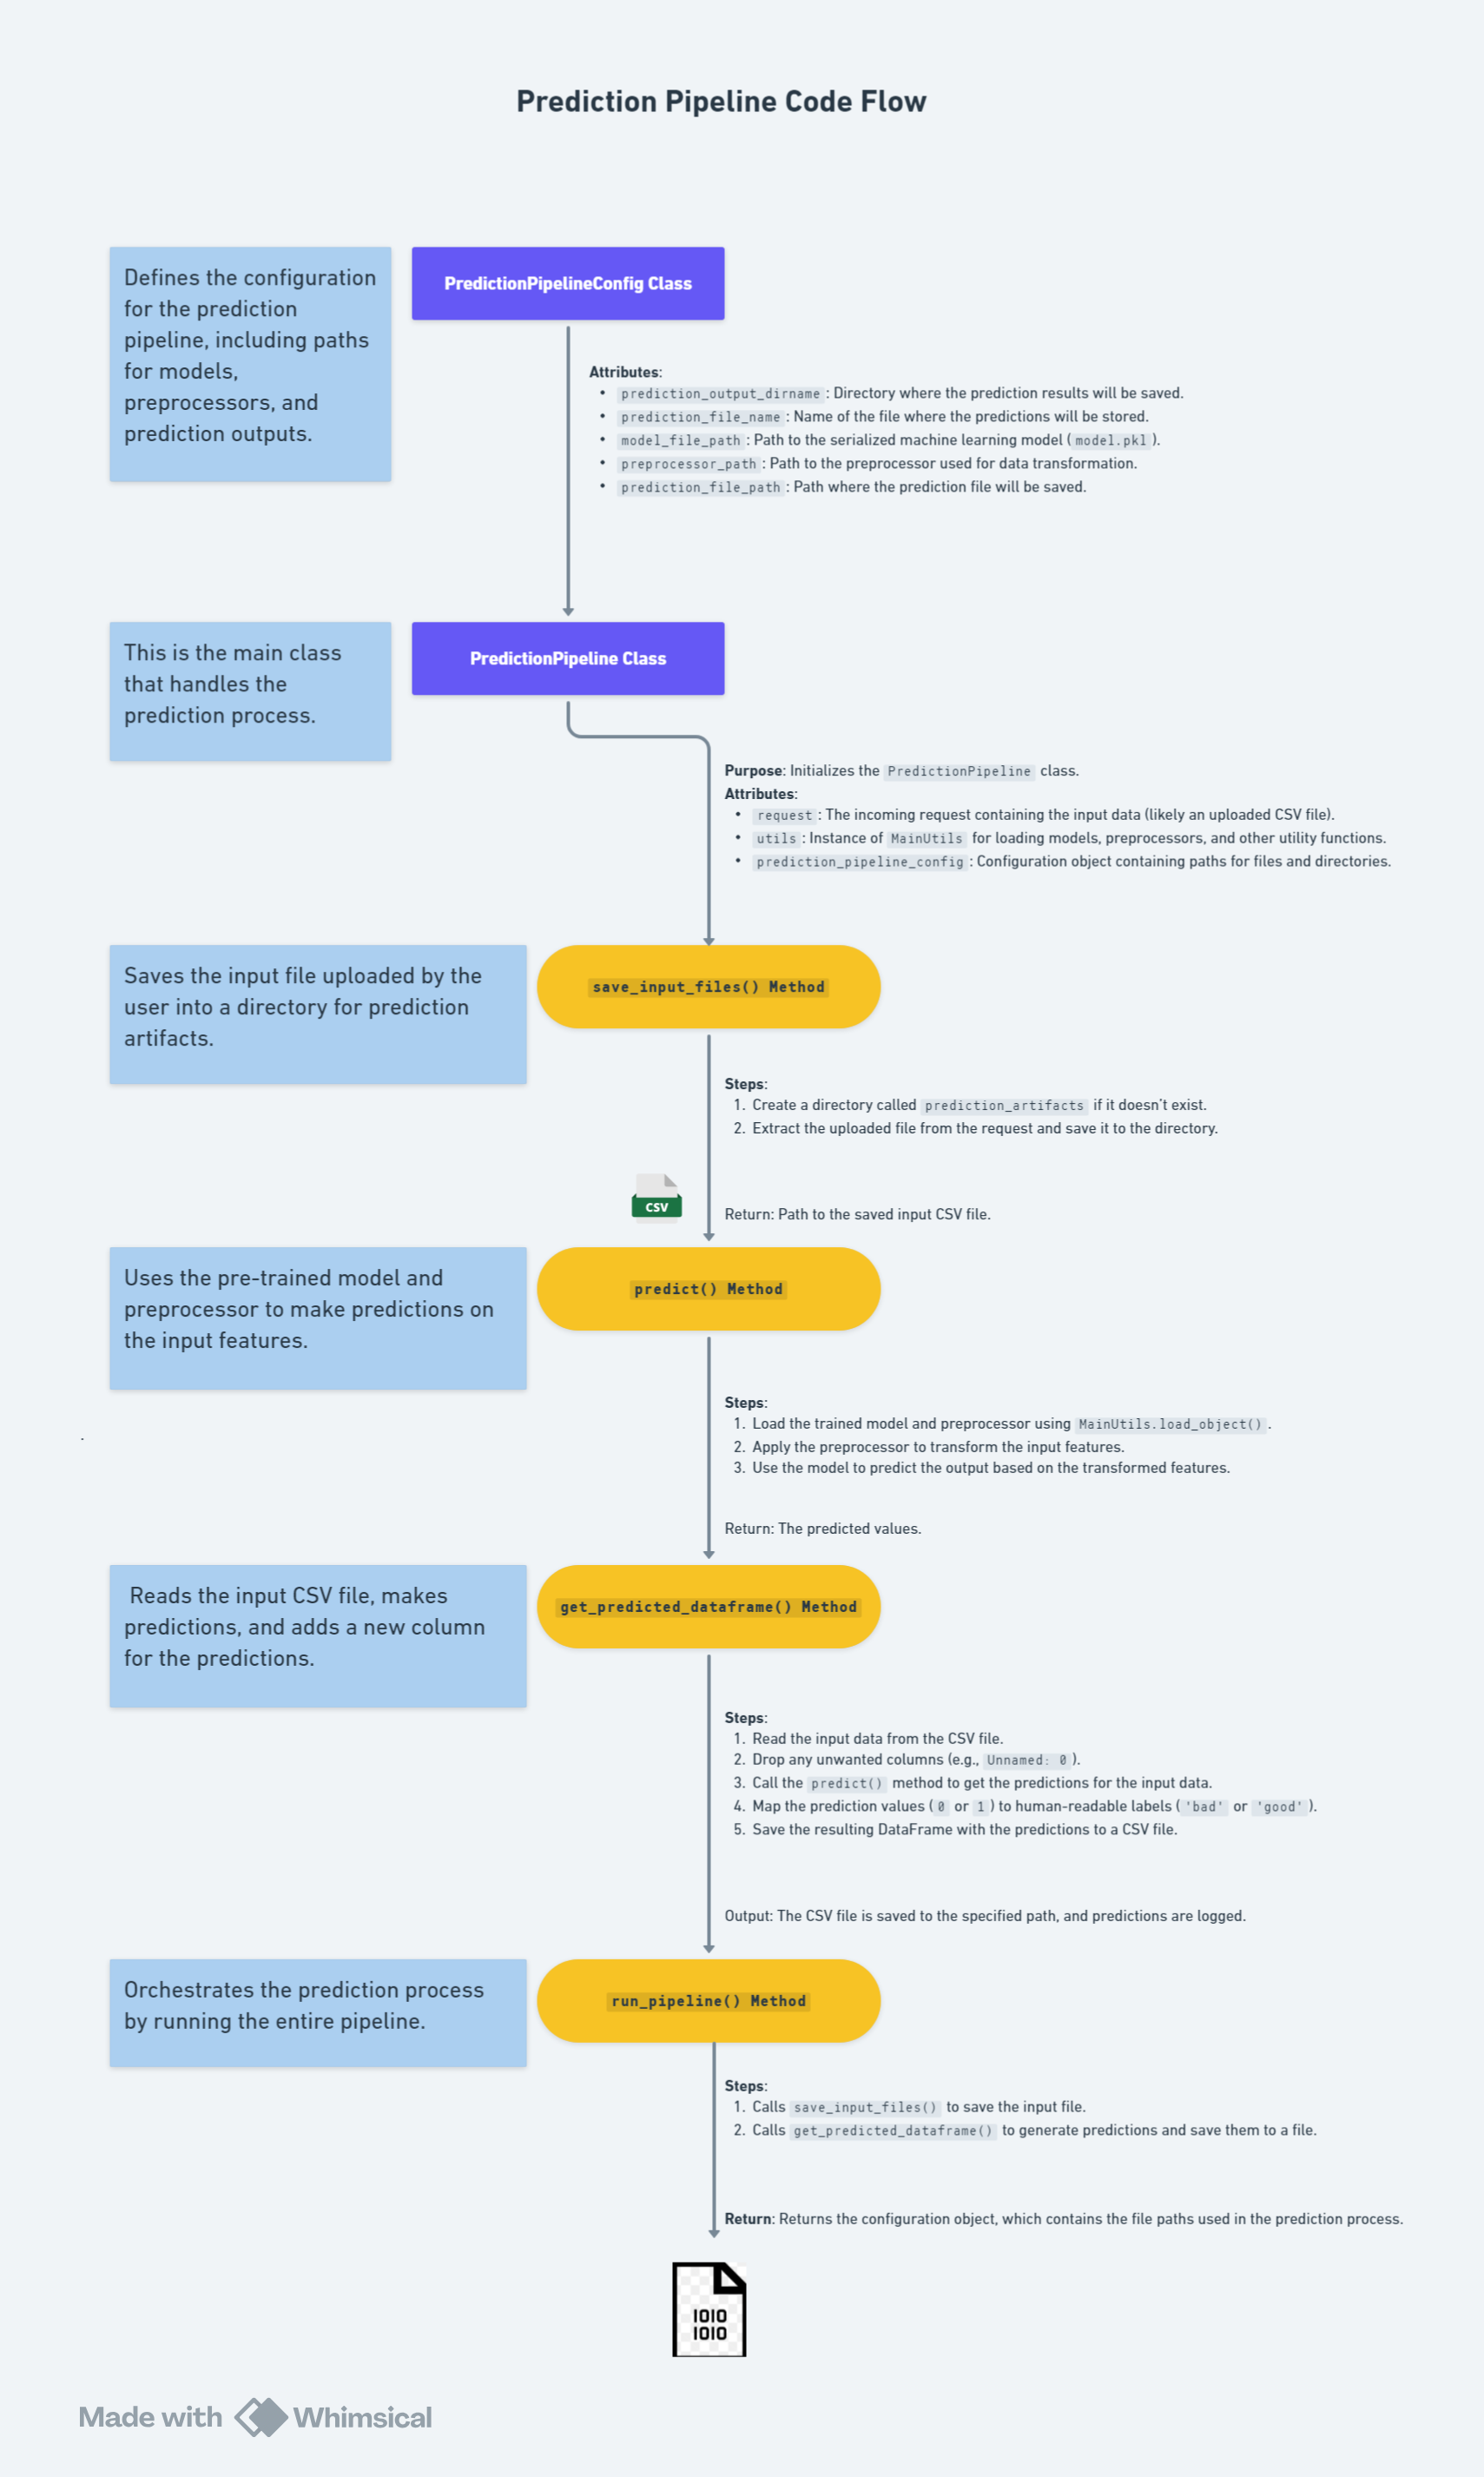 Prediction Pipeline Code Flow
Defines the configuration
for the prediction
pipeline, including paths
for models,
preprocessors, and
prediction outputs.
PredictionPipelineConfig Class
Attributes:
• prediction_output_dirname: Directory where the prediction results will be saved.
• prediction_file_name: Name of the file where the predictions will be stored.
• model_file_path: Path to the serialized machine learning model (model.pkl).
• preprocessor_path: Path to the preprocessor used for data transformation.
• prediction_file_path: Path where the prediction file will be saved.
This is the main class
that handles the
prediction process.
PredictionPipeline Class
Purpose: Initializes the PredictionPipeline class.
Attributes:
• request: The incoming request containing the input data (likely an uploaded CSV file).
• utils: Instance of MainUtils for loading models, preprocessors, and other utility functions.
• prediction_pipeline_config: Configuration object containing paths for files and directories.
Saves the input file uploaded by the
user into a directory for prediction
artifacts.
save_input_files() Method
Steps:
1. Create a directory called prediction_artifacts if it doesn't exist.
2. Extract the uploaded file from the request and save it to the directory.
CSV
Return: Path to the saved input CSV file.
Uses the pre-trained model and
preprocessor to make predictions on
the input features.
predict() Method
Steps:
1. Load the trained model and preprocessor using MainUtils.load_object().
2. Apply the preprocessor to transform the input features.
3. Use the model to predict the output based on the transformed features.
.
Return: The predicted values.
Reads the input CSV file, makes
predictions, and adds a new column
for the predictions.
get_predicted_dataframe() Method
Steps:
1. Read the input data from the CSV file.
2. Drop any unwanted columns (e.g., Unnamed: 0).
3. Call the predict() method to get the predictions for the input data.
4. Map the prediction values (0 or 1) to human-readable labels ('bad' or 'good').
5. Save the resulting DataFrame with the predictions to a CSV file.
Output: The CSV file is saved to the specified path, and predictions are logged.
Orchestrates the prediction process
by running the entire pipeline.
run_pipeline() Method
Steps:
1. Calls save_input_files() to save the input file.
2. Calls get_predicted_dataframe() to generate predictions and save them to a file.
Return: Returns the configuration object, which contains the file paths used in the prediction process.
1010
1010
Made with Whimsical